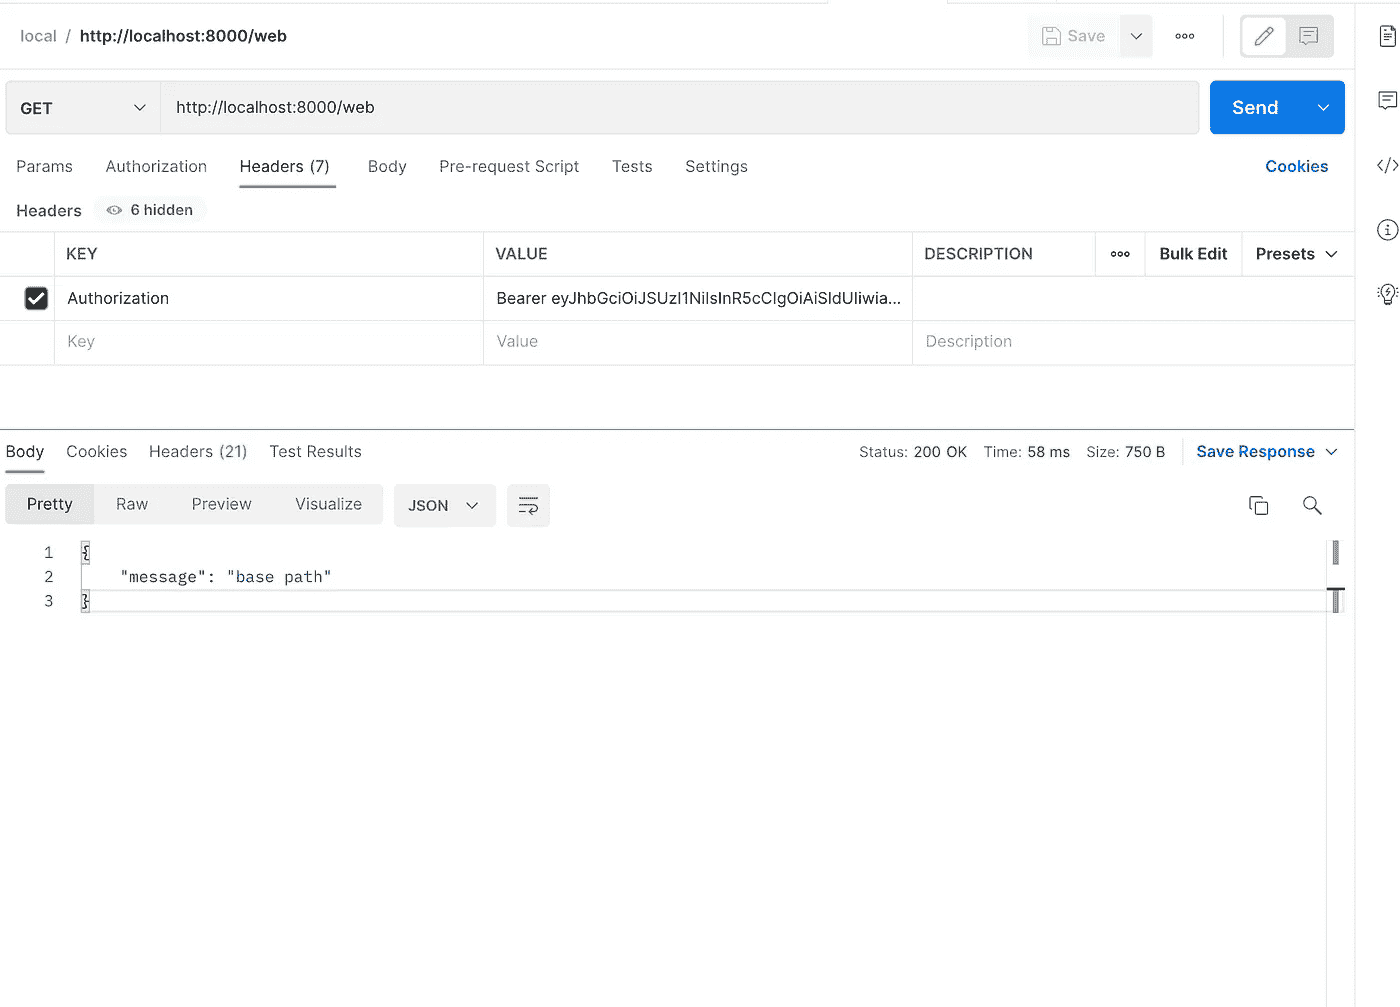 local / http://localhost:8000/web
Save
GET http://localhost:8000/web Send
Params Authorization Headers (7) Body Pre-request Script Tests Settings Cookies
Headers 6 hidden
KEY VALUE DESCRIPTION Bulk Edit Presets
Authorization Bearer eyJhbGciOiJSUzI1NiIsInR5cCIgOiAiSldUIiwia...
Key Value Description
Body Cookies Headers (21) Test Results Status: 200 OK Time: 58 ms Size: 750 B Save Response
Pretty Raw Preview Visualize JSON
1 {
2 "message": "base path"
3 }